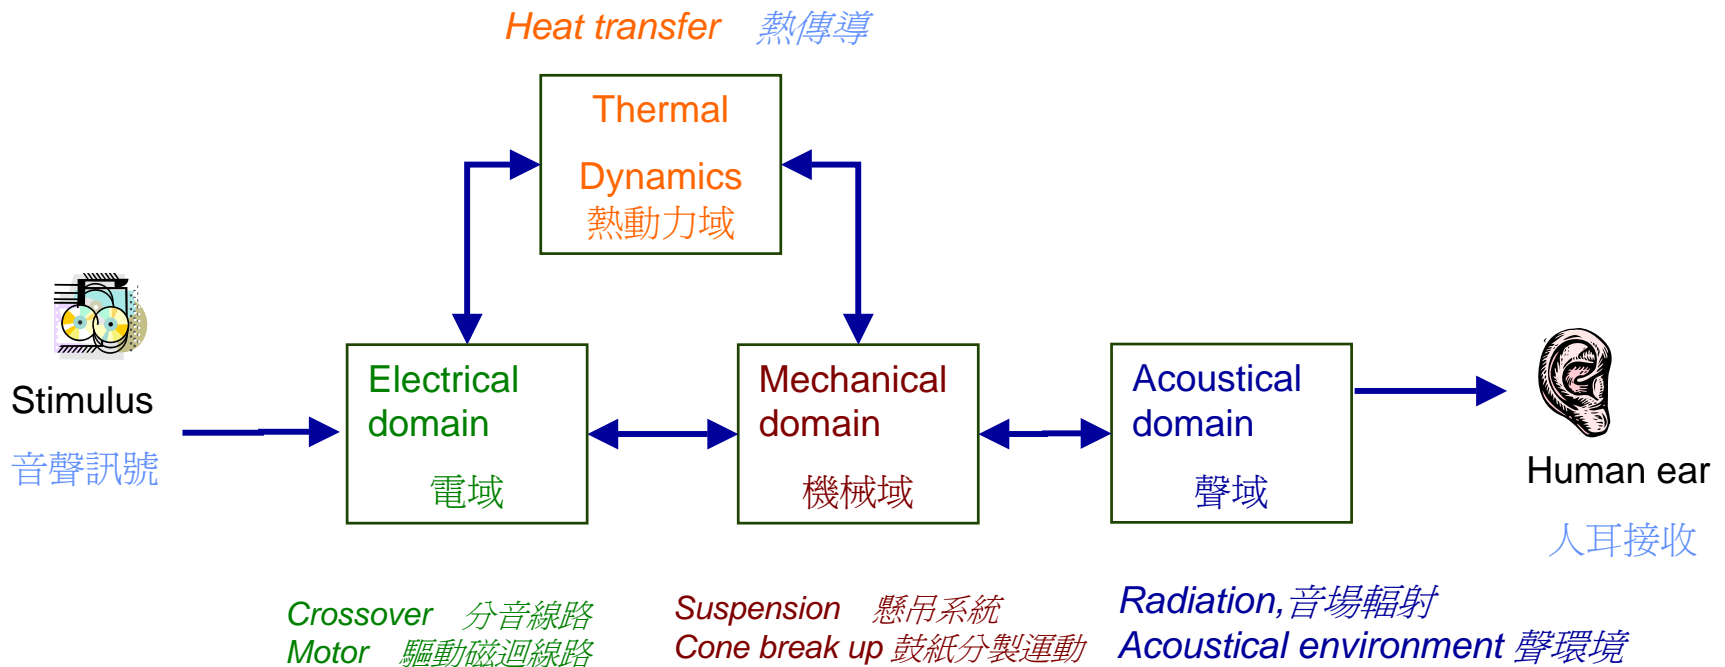 Heat transfer 熱傳導
Thermal
Dynamics
熱動力域
Stimulus
音聲訊號
Electrical
domain
電域
Mechanical
domain
機械域
Acoustical
domain
聲域
Human ear
人耳接收
Crossover 分音線路
Motor 驅動磁迴線路
Suspension 懸吊系統
Cone break up 鼓紙分製運動
Radiation,音場輻射
Acoustical environment 聲環境